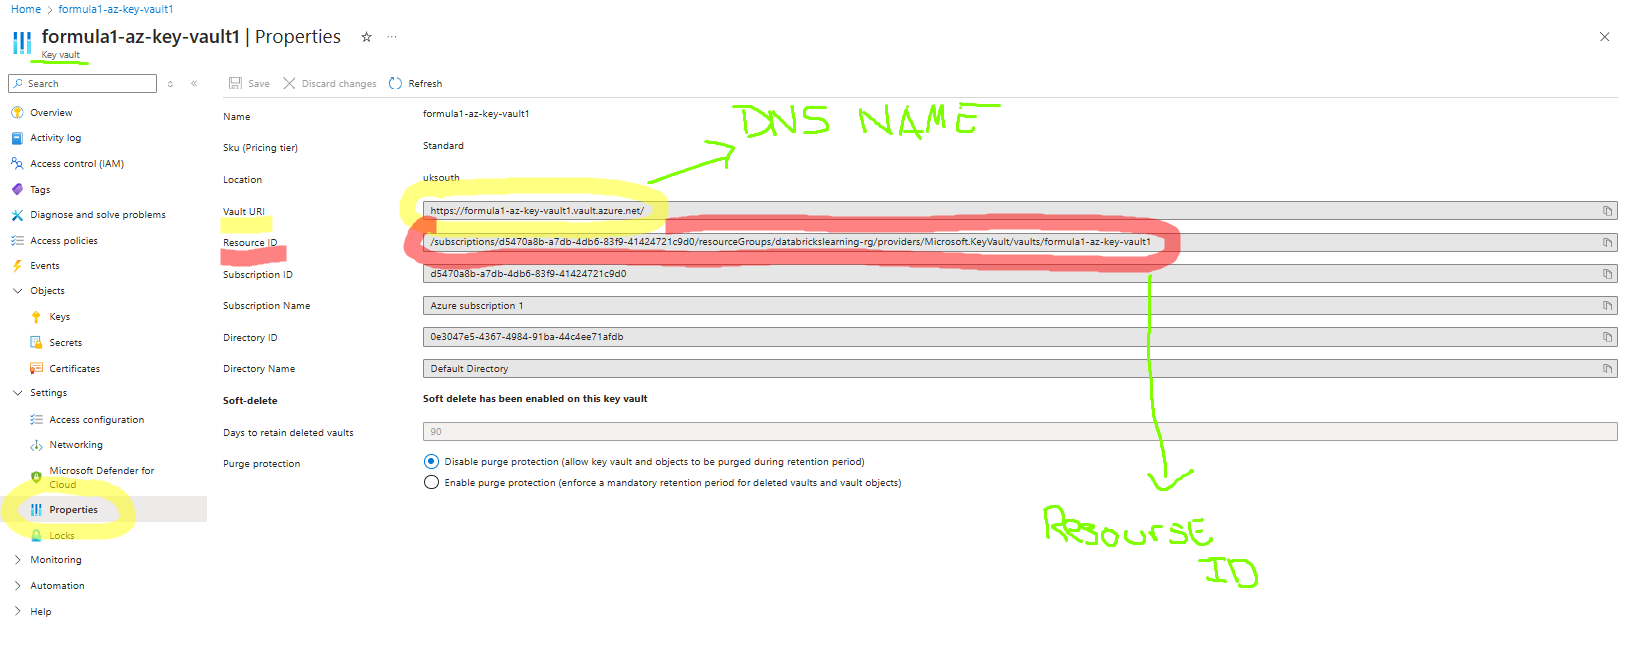 Home > formula1-az-key-vault1
formula1-az-key-vault1 | Properties ☆ ...
Key vault
Search
Save Discard changes Refresh
Overview
Activity log
Access control (IAM)
Tags
Diagnose and solve problems
Access policies
Events
Objects
Keys
Secrets
Certificates
Settings
Access configuration
Networking
Microsoft Defender for
Cloud
Properties
Locks
Monitoring
Automation
Help
Name formula1-az-key-vault1
DNS NAME
Sku (Pricing tier) Standard
Location uksouth
Vault URI https://formula1-az-key-vault1.vault.azure.net/
Resource ID /subscriptions/d5470a8b-a7db-4db6-83f9-41424721c9d0/resourceGroups/databrickslearning-rg/providers/Microsoft.KeyVault/vaults/formula1-az-key-vault1
Subscription ID d5470a8b-a7db-4db6-83f9-41424721c9d0
Subscription Name Azure subscription 1
Directory ID 0e3047e5-4367-4984-91ba-44c4ee71afdb
Directory Name Default Directory
Soft-delete Soft delete has been enabled on this key vault
Days to retain deleted vaults 90
Purge protection Disable purge protection (allow key vault and objects to be purged during retention period)
Enable purge protection (enforce a mandatory retention period for deleted vaults and vault objects)
ResourSE
ID